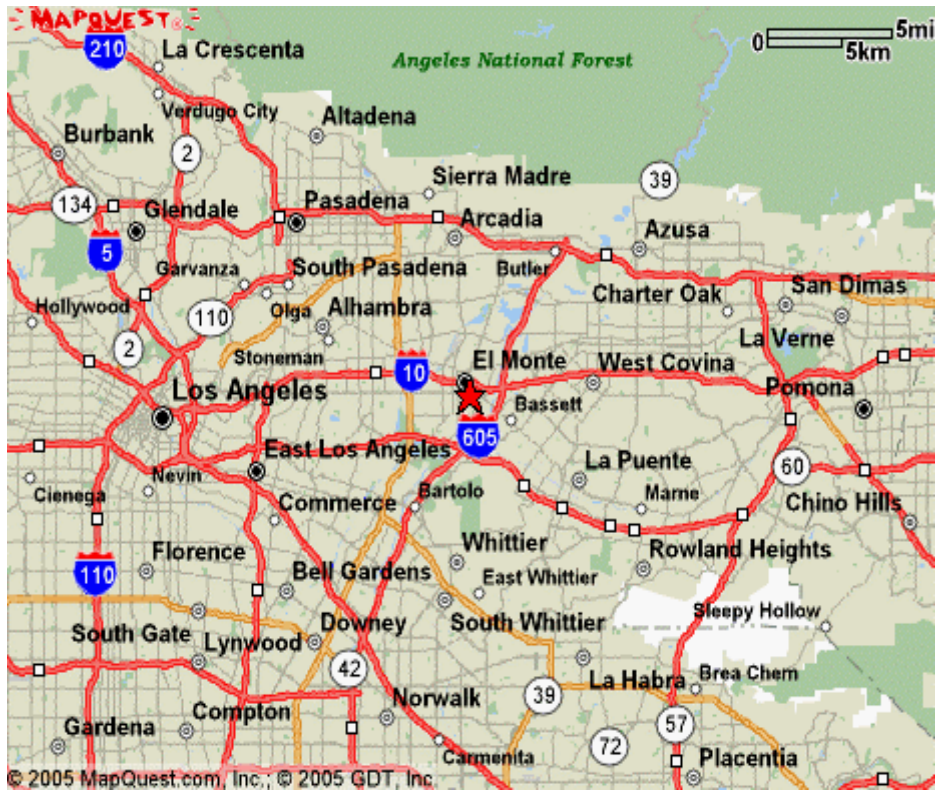 MAPQUEST®
210
La Crescenta
0 5mi
5km
Angeles National Forest
Verdugo City
Altadena
Burbank
2
39
Sierra Madre
134
Glendale
Pasadena
Arcadia
Azusa
5
Garvanza
South Pasadena
Butler
Hollywood
110
Olga
Alhambra
Charter Oak
San Dimas
2
Stoneman
La Verne
10
El Monte
West Covina
Los Angeles
Pomona
Bassett
605
East Los Angeles
60
Cienega
Nevin
La Puente
Commerce
Bartolo
Marne
Chino Hills
Florence
Whittier
Rowland Heights
110
Bell Gardens
East Whittier
Sleepy Hollow
South Gate
Lynwood
Downey
South Whittier
42
La Habra
Brea Chem
39
Gardena
Compton
Norwalk
57
72
Carmenita
Placentia
© 2005 MapQuest.com, Inc.; © 2005 GDT, Inc